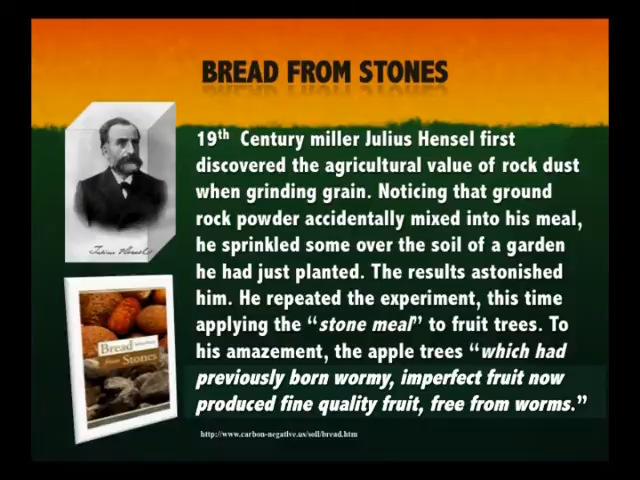 BREAD FROM STONES
19th Century miller Julius Hensel first
discovered the agricultural value of rock dust
when grinding grain. Noticing that ground
rock powder accidentally mixed into his meal,
he sprinkled some over the soil of a garden
he had just planted. The results astonished
him. He repeated the experiment, this time
applying the “stone meal” to fruit trees. To
his amazement, the apple trees “which had
previously born wormy, imperfect fruit now
produced fine quality fruit, free from worms.”
http://www.carbon-negative.us/soil/bread.htm
Bread
from Stones